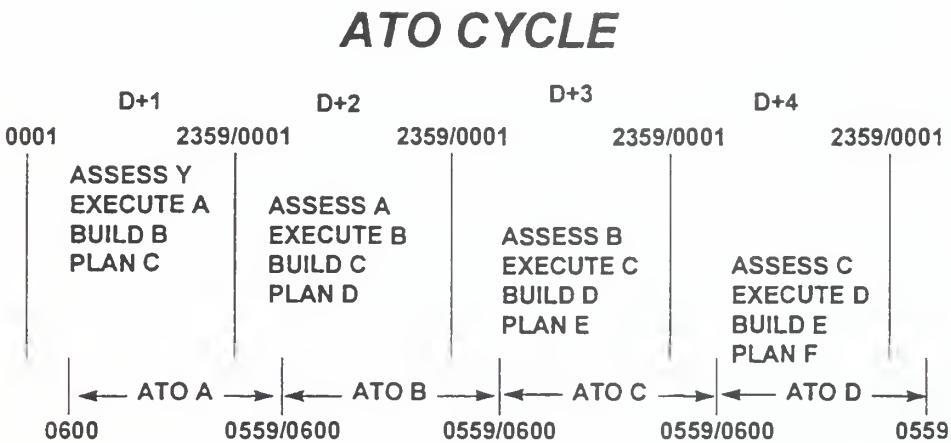 ATO CYCLE
D+1 D+2 D+3 D+4
0001 2359/0001 2359/0001 2359/0001 2359/0001
ASSESS Y
EXECUTE A
BUILD B
PLAN C
ASSESS A
EXECUTE B
BUILD C
PLAN D
ASSESS B
EXECUTE C
BUILD D
PLAN E
ASSESS C
EXECUTE D
BUILD E
PLAN F
ATO A ATO B ATO C ATO D
0600 0559/0600 0559/0600 0559/0600 0559